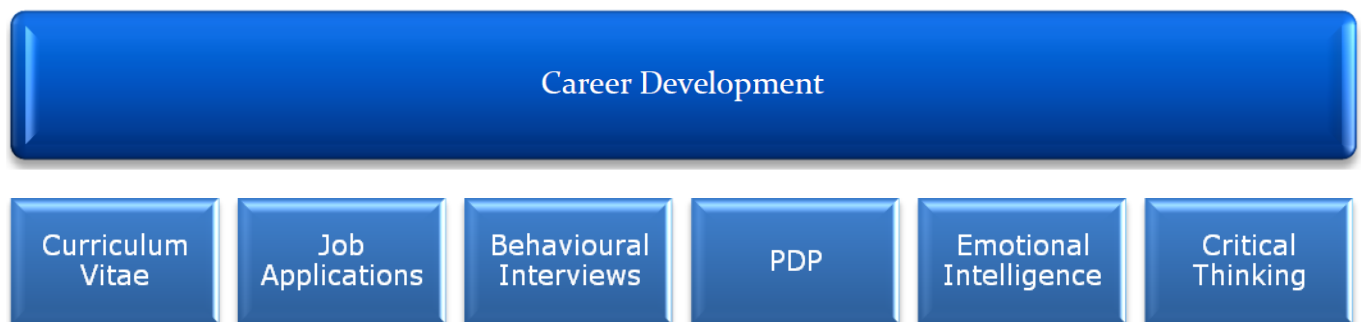 Career Development
Curriculum
Vitae
Job
Applications
Behavioural
Interviews
PDP
Emotional
Intelligence
Critical
Thinking